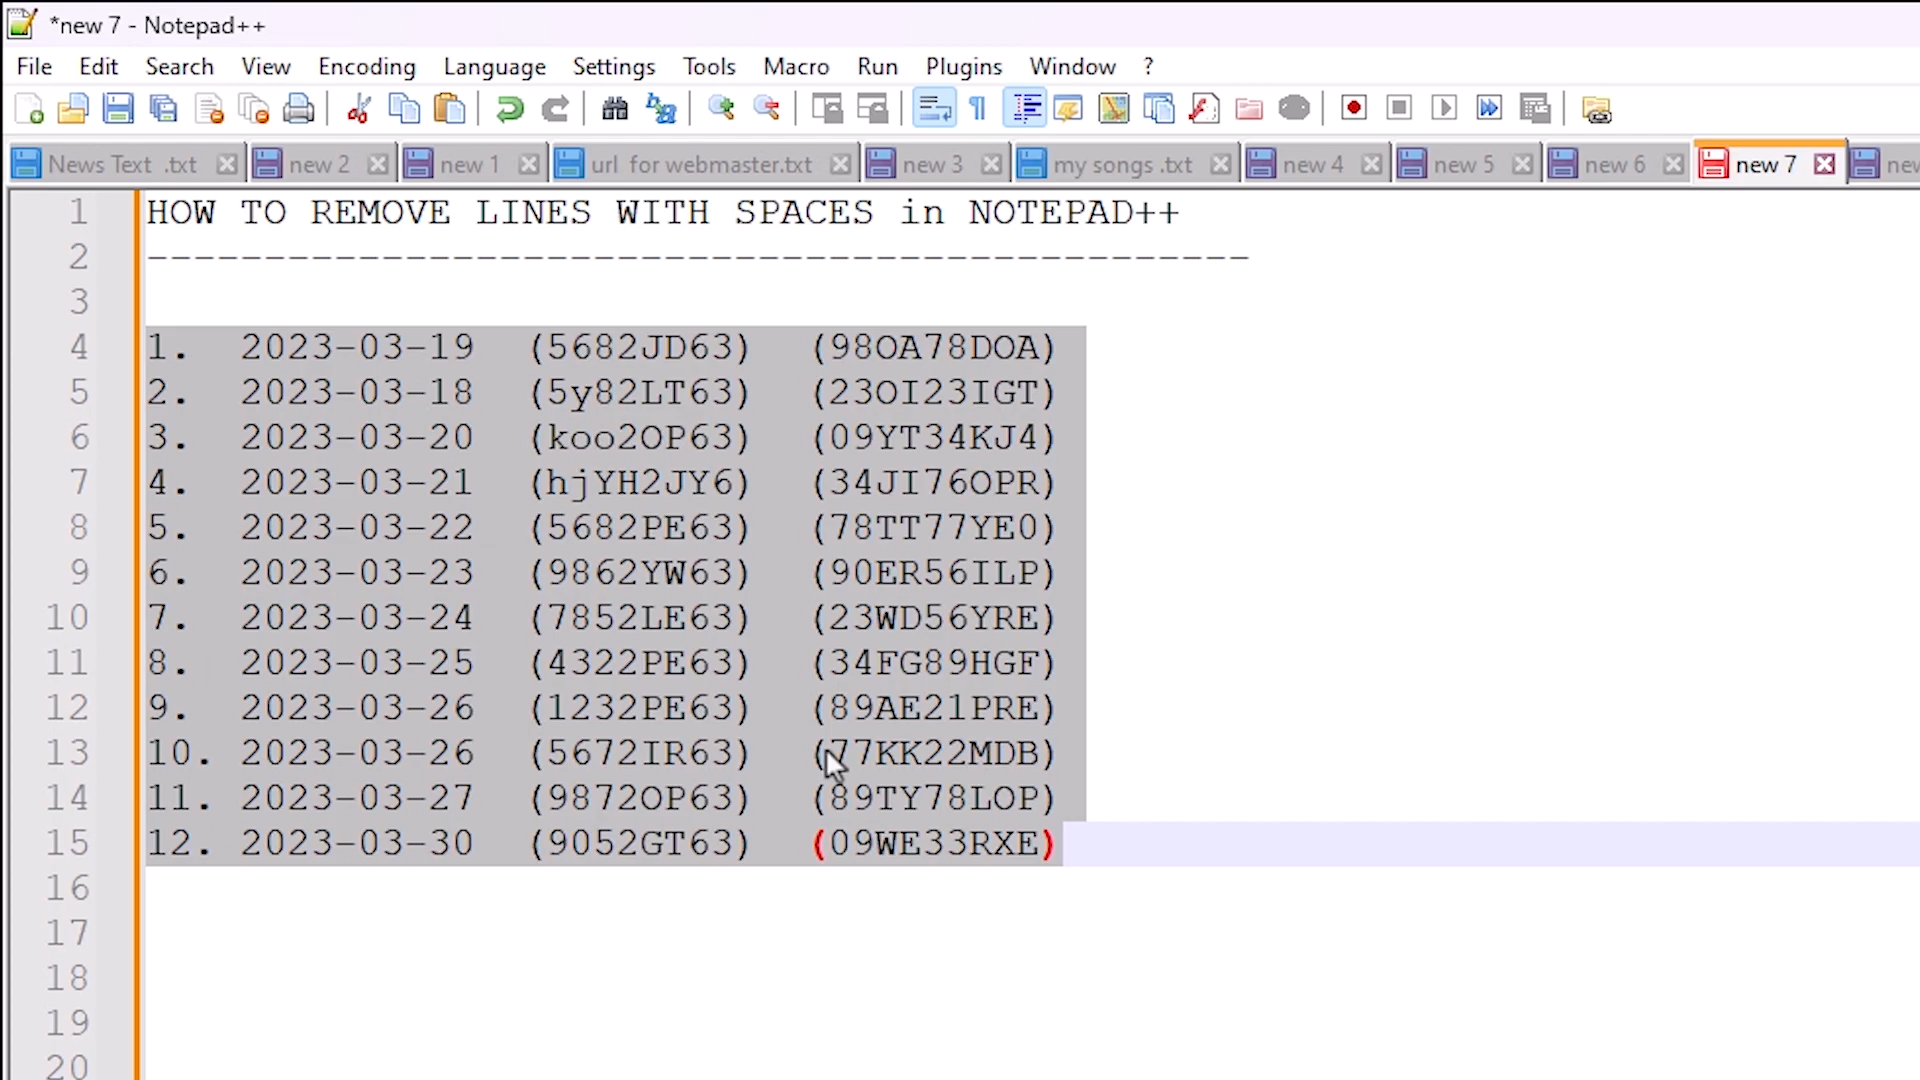 *new 7 - Notepad++
File Edit Search View Encoding Language Settings Tools Macro Run Plugins Window ?
News Text .txt new 2 new 1 url for webmaster.txt new 3 my songs .txt new 4 new 5 new 6 new 7 new
1 HOW TO REMOVE LINES WITH SPACES in NOTEPAD++
2 -----------------------------------------------
3
4 1. 2023-03-19 (5682JD63) (98OA78DOA)
5 2. 2023-03-18 (5y82LT63) (23OI23IGT)
6 3. 2023-03-20 (koo2OP63) (09YT34KJ4)
7 4. 2023-03-21 (hjYH2JY6) (34JI76OPR)
8 5. 2023-03-22 (5682PE63) (78TT77YE0)
9 6. 2023-03-23 (9862YW63) (90ER56ILP)
10 7. 2023-03-24 (7852LE63) (23WD56YRE)
11 8. 2023-03-25 (4322PE63) (34FG89HGF)
12 9. 2023-03-26 (1232PE63) (89AE21PRE)
13 10. 2023-03-26 (5672IR63) (77KK22MDB)
14 11. 2023-03-27 (9872OP63) (89TY78LOP)
15 12. 2023-03-30 (9052GT63) (09WE33RXE)
16
17
18
19
20